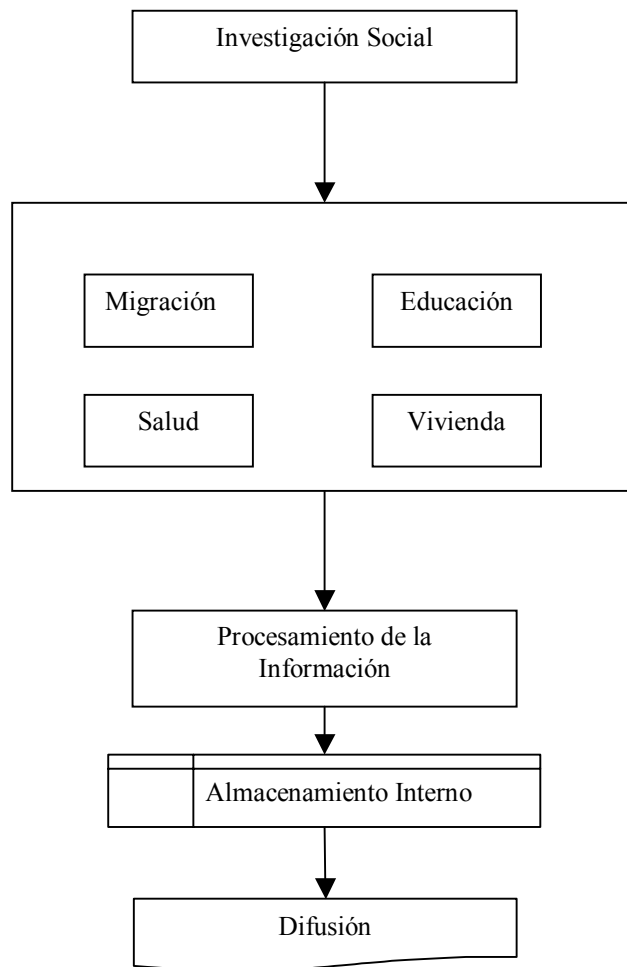 Investigación Social
Migración
Educación
Salud
Vivienda
Procesamiento de la
Información
Almacenamiento Interno
Difusión